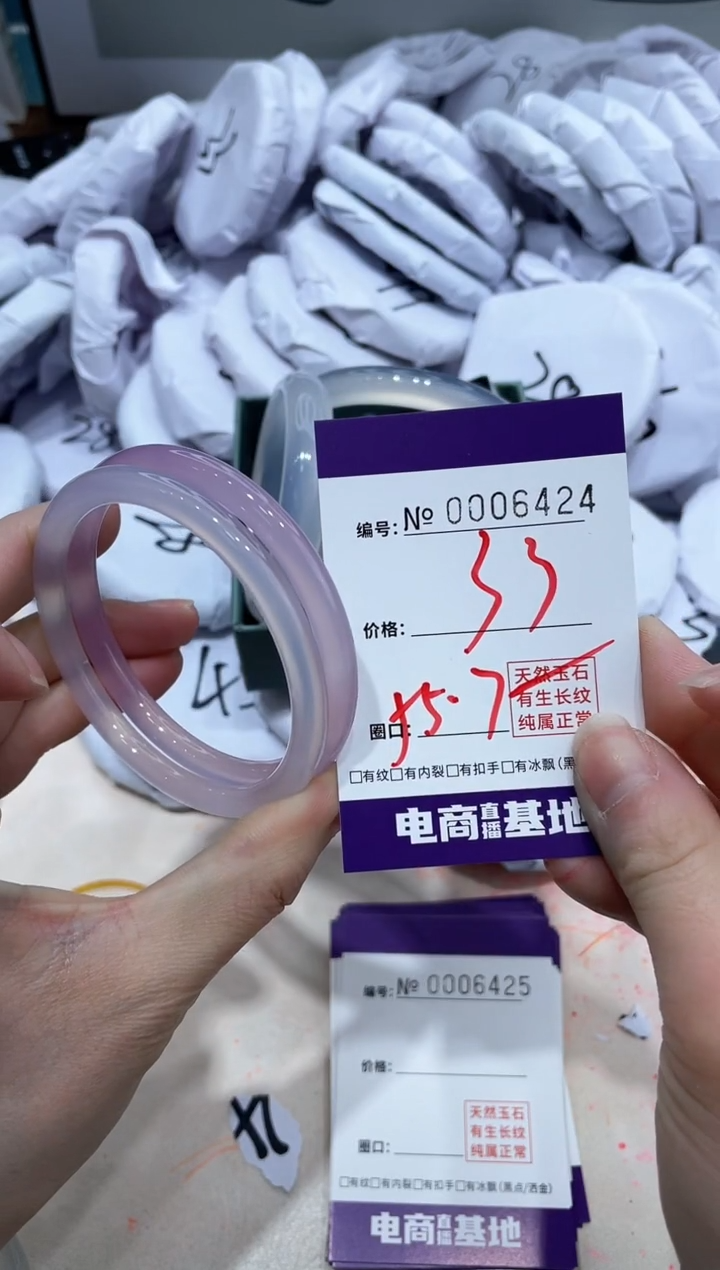 28
编号: № 0006424
价格: 33
圈口: 55.7
天然玉石
有生长纹
纯属正常
□有纹□有内裂□有扣手□有冰飘(黑
电商直播基地
编号: № 0006425
价格:
圈口:
天然玉石
有生长纹
纯属正常
□有纹□有内裂□有扣手□有冰飘(黑点/洒金)
电商直播基地